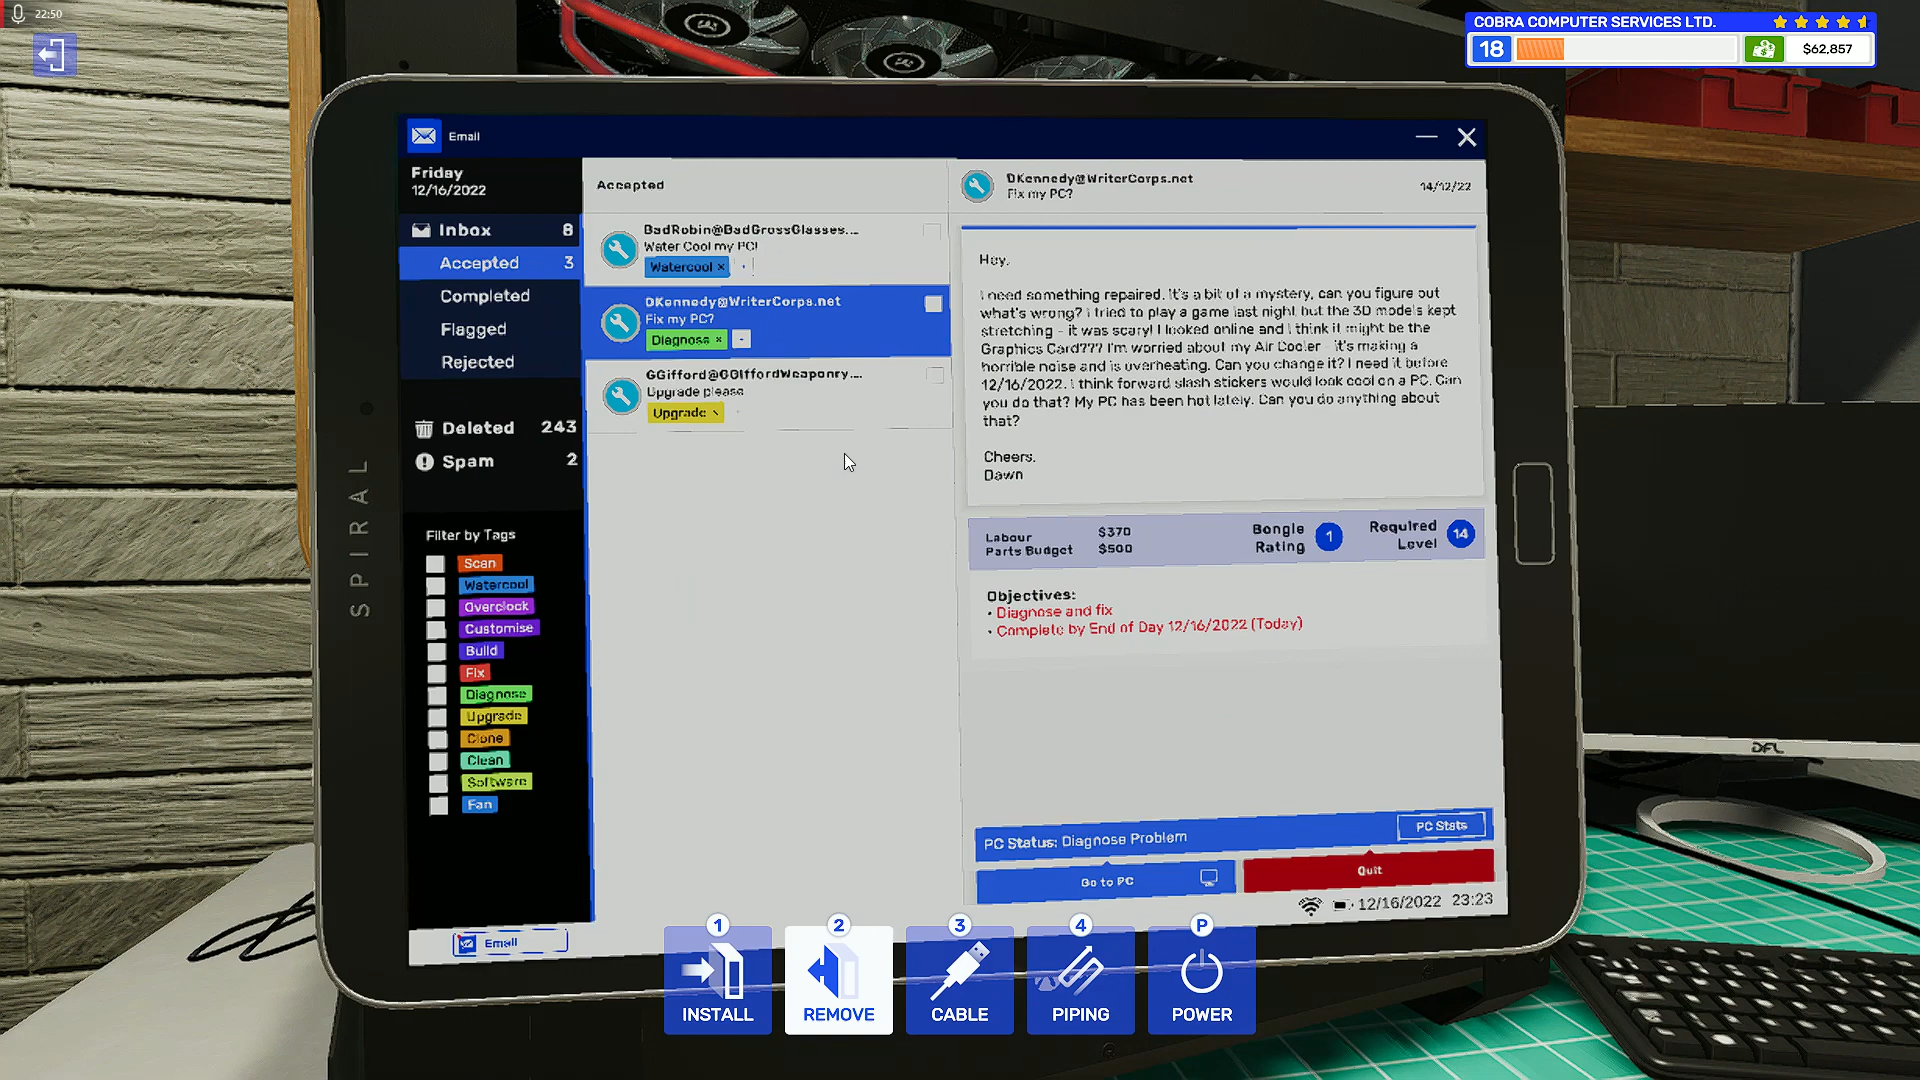 22:50
COBRA COMPUTER SERVICES LTD.
18
$62,857
Email
Friday
12/16/2022
Inbox 8
Accepted 3
Completed
Flagged
Rejected
Deleted 243
Spam 2
Filter by Tags
Scan
Watercool
Overclock
Customise
Build
Fix
Diagnose
Upgrade
Clone
Clean
Software
Fan
Accepted
BadRobin@BadGrossGlasses....
Water Cool my PC!
Watercool ×
DKennedy@WriterCorps.net
Fix my PC?
Diagnose ×
GGifford@GGiffordWeaponry....
Upgrade please
Upgrade
DKennedy@WriterCorps.net
Fix my PC?
14/12/22
Hey,
I need something repaired. It's a bit of a mystery, can you figure out
what's wrong? I tried to play a game last night but the 3D models kept
stretching - it was scary! I looked online and I think it might be the
Graphics Card??? I'm worried about my Air Cooler - it's making a
horrible noise and is overheating. Can you change it? I need it before
12/16/2022. I think forward slash stickers would look cool on a PC. Can
you do that? My PC has been hot lately. Can you do anything about
that?
Cheers,
Dawn
Labour $370
Parts Budget $500
Bongle Rating 1
Required Level 14
Objectives:
• Diagnose and fix
• Complete by End of Day 12/16/2022 (Today)
PC Status: Diagnose Problem
PC Stats
Go to PC
Quit
12/16/2022 23:23
Email
SPIRAL
DFL
1
INSTALL
2
REMOVE
3
CABLE
4
PIPING
P
POWER